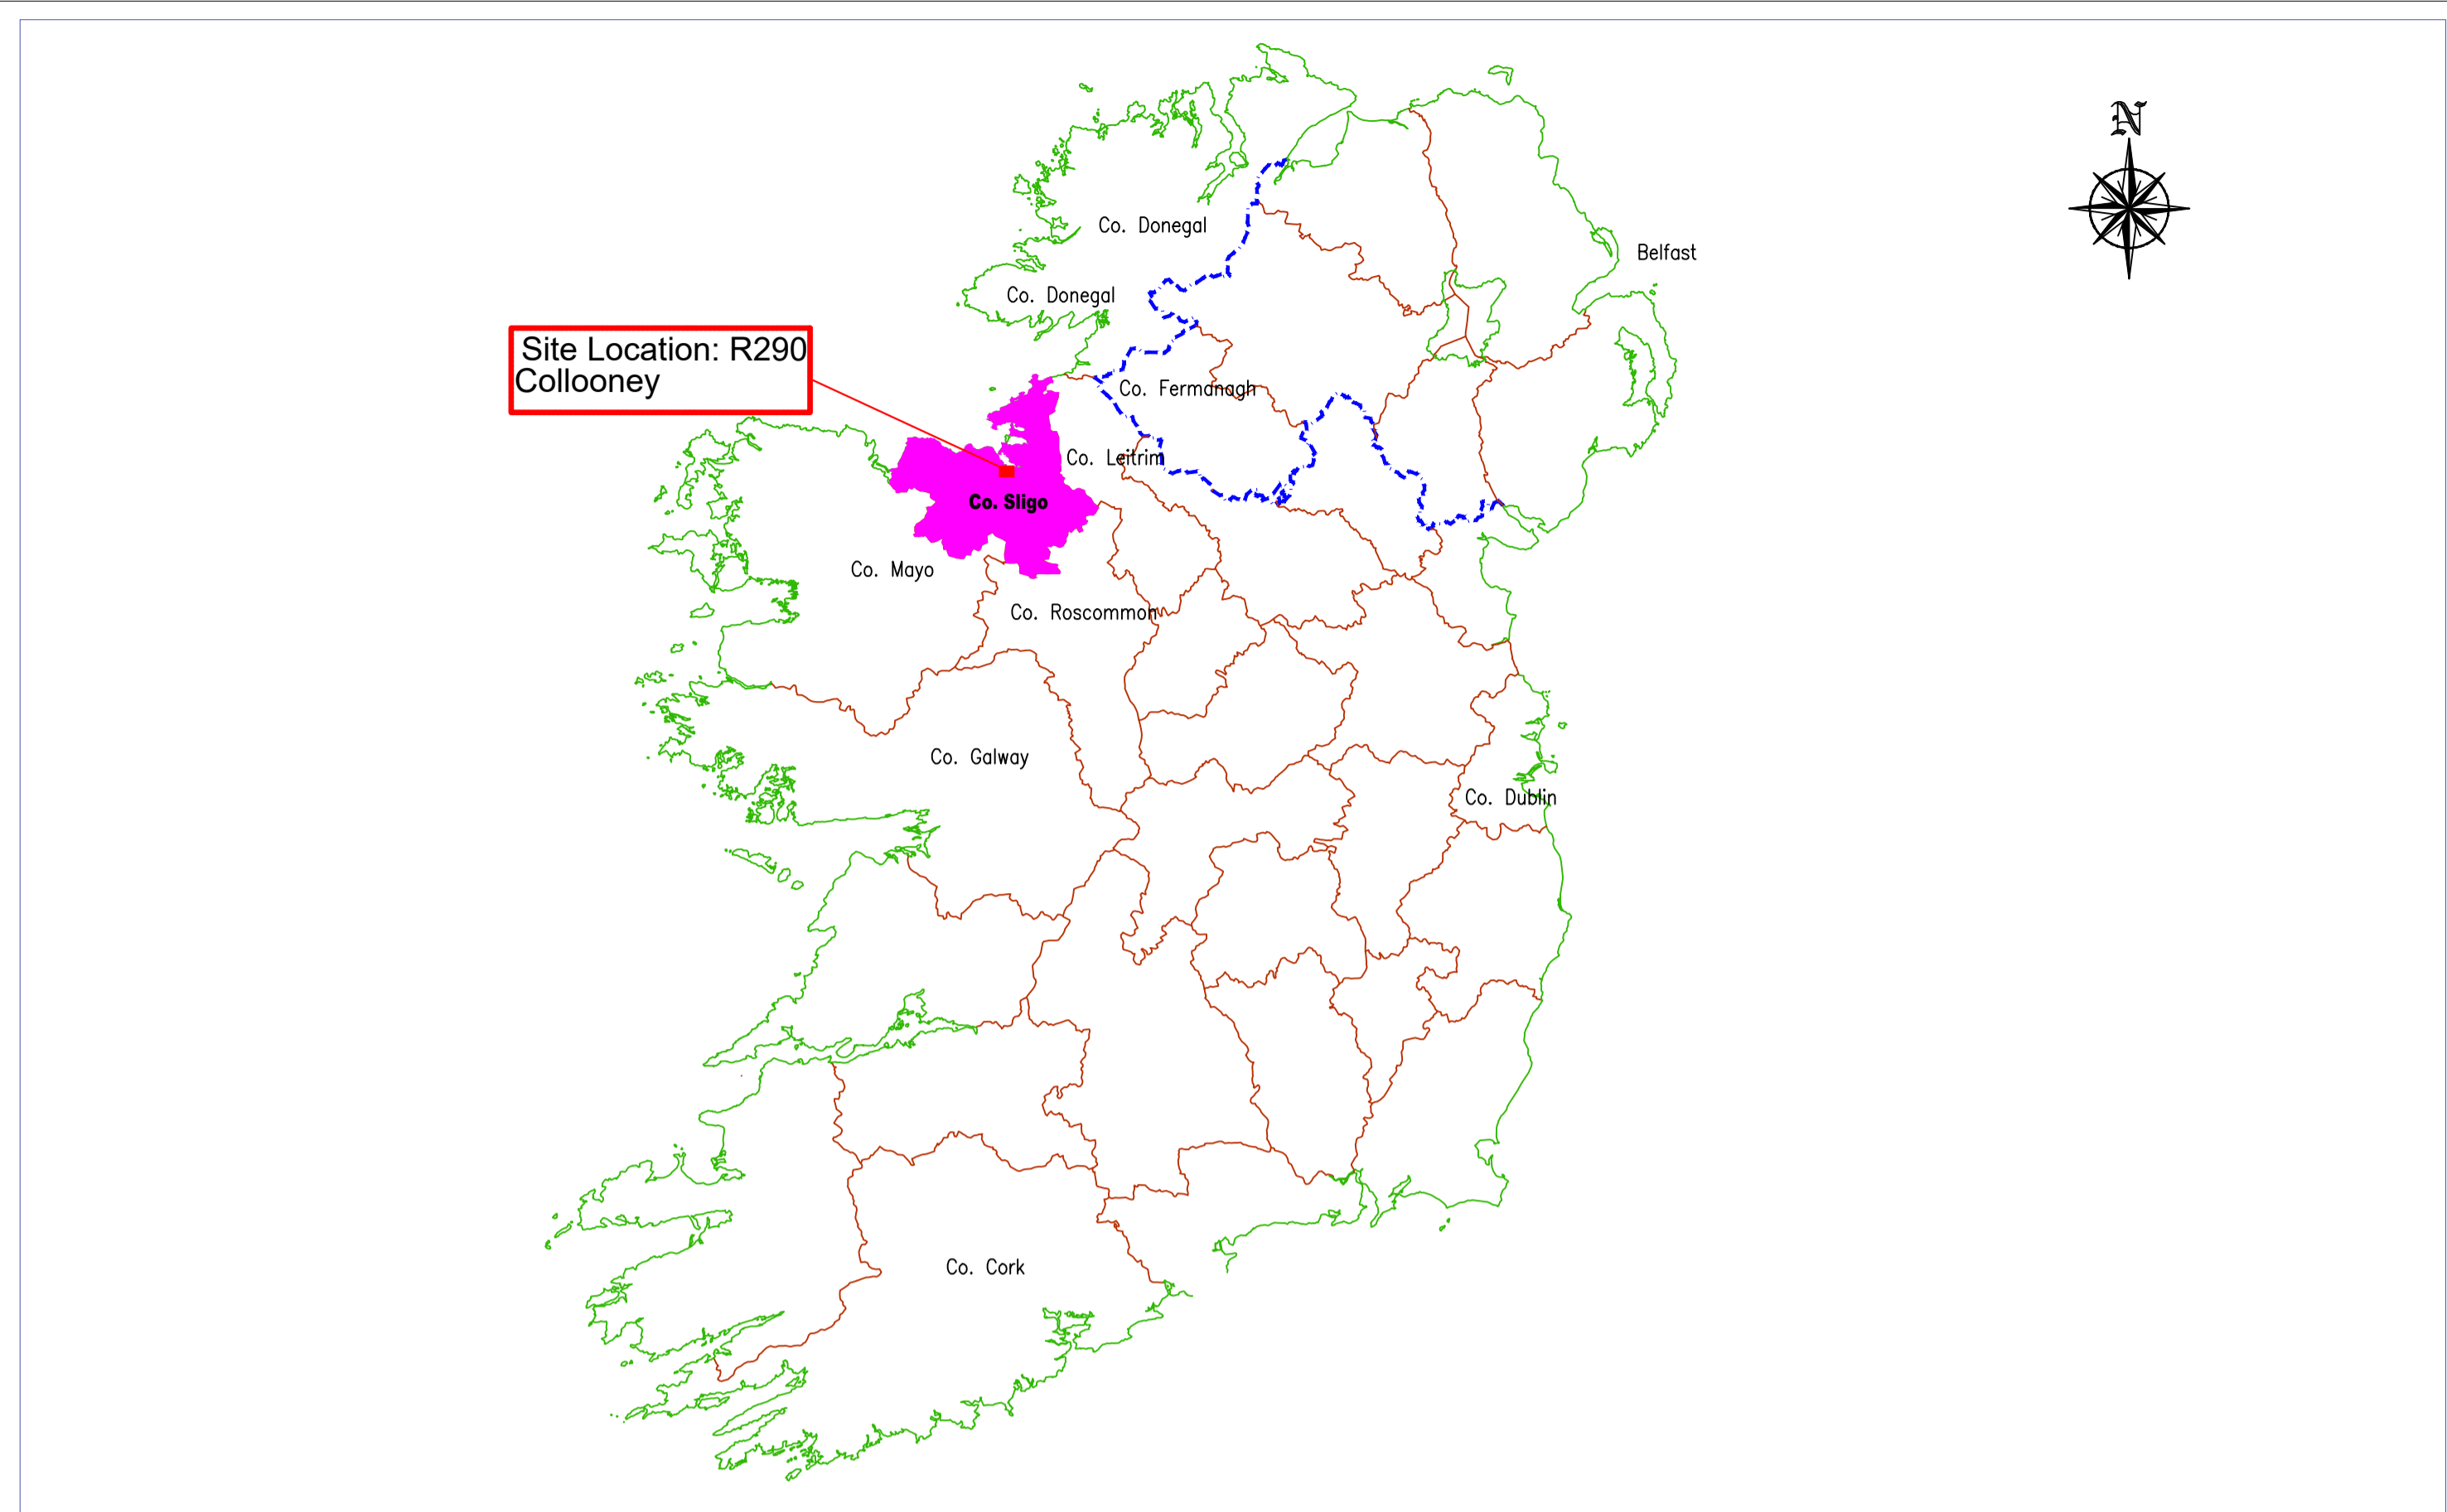 N
Co. Donegal
Belfast
Co. Donegal
Site Location: R290
Collooney
Co. Fermanagh
Co. Leitrim
Co. Sligo
Co. Mayo
Co. Roscommon
Co. Galway
Co. Dublin
Co. Cork